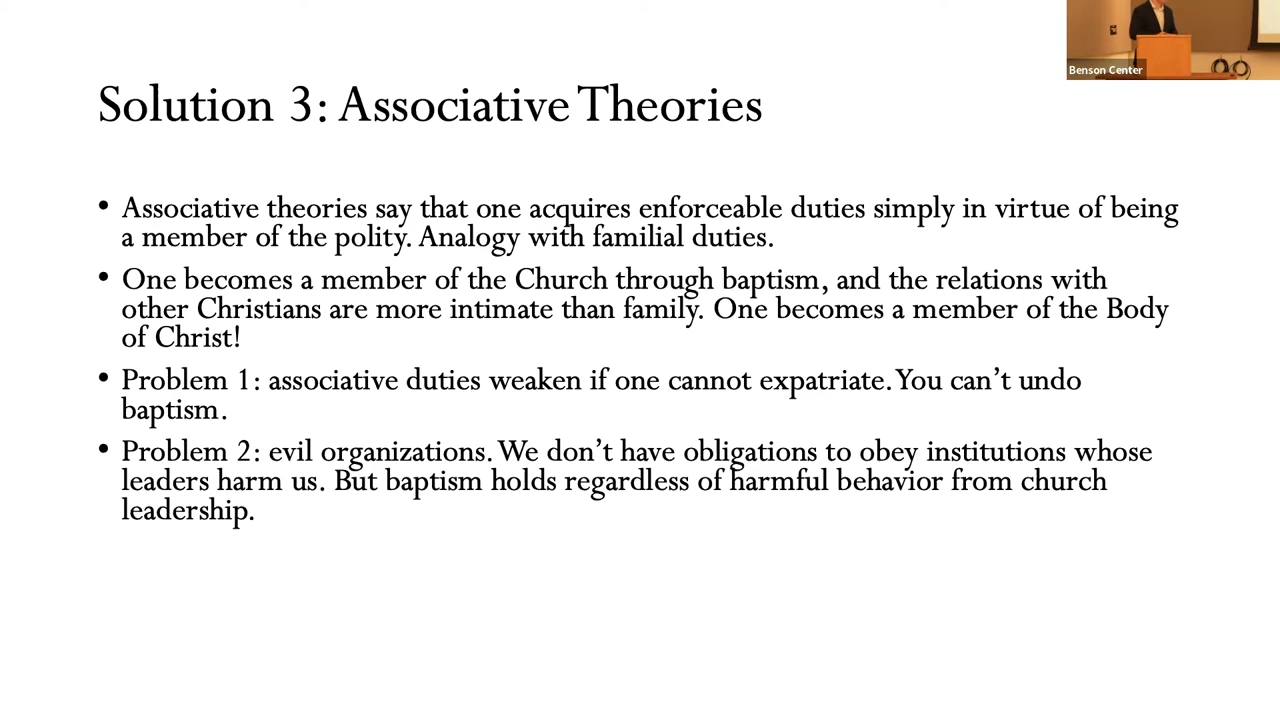 Benson Center
Solution 3: Associative Theories
• Associative theories say that one acquires enforceable duties simply in virtue of being
a member of the polity. Analogy with familial duties.
• One becomes a member of the Church through baptism, and the relations with
other Christians are more intimate than family. One becomes a member of the Body
of Christ!
• Problem 1: associative duties weaken if one cannot expatriate. You can’t undo
baptism.
• Problem 2: evil organizations. We don’t have obligations to obey institutions whose
leaders harm us. But baptism holds regardless of harmful behavior from church
leadership.